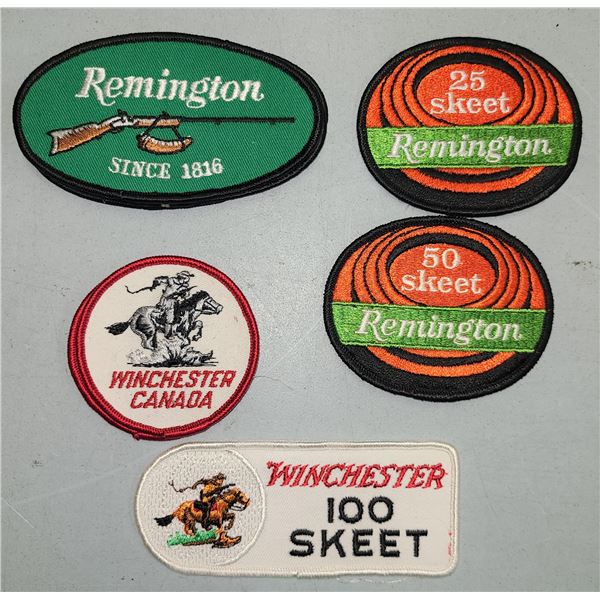 Remington
SINCE 1816
25
skeet
Remington
50
skeet
Remington
WINCHESTER
CANADA
WINCHESTER
100
SKEET